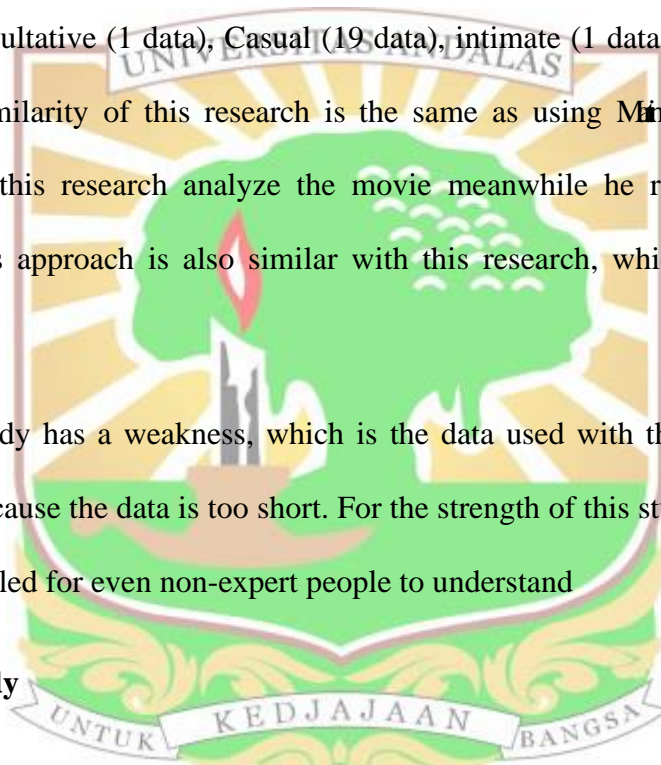 ultative (1 data), Casual (19 data), intimate (1 data
UNIVERSITAS ANDALAS
milarity of this research is the same as using
this research analyze the movie meanwhile he r
s approach is also similar with this research, whi
dy has a weakness, which is the data used with th
cause the data is too short. For the strength of this st
led for even non-expert people to understand
ly
UNTUK KEDJAJAAN BANGSA